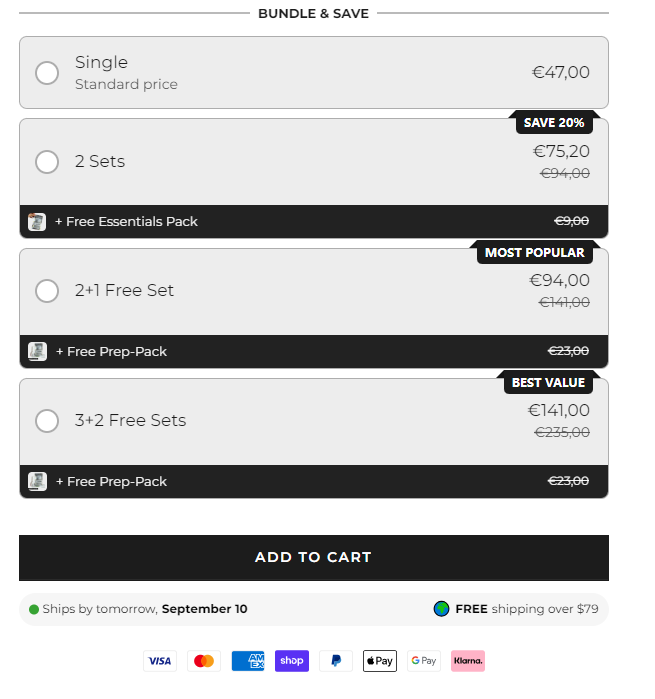 BUNDLE & SAVE
Single
Standard price
€47,00
SAVE 20%
2 Sets
€75,20
€94,00
+ Free Essentials Pack
€9,00
MOST POPULAR
2+1 Free Set
€94,00
€141,00
+ Free Prep-Pack
€23,00
BEST VALUE
3+2 Free Sets
€141,00
€235,00
+ Free Prep-Pack
€23,00
ADD TO CART
Ships by tomorrow, September 10
FREE shipping over $79
VISA
AM
EX
shop
Pay
G Pay
Klarna.